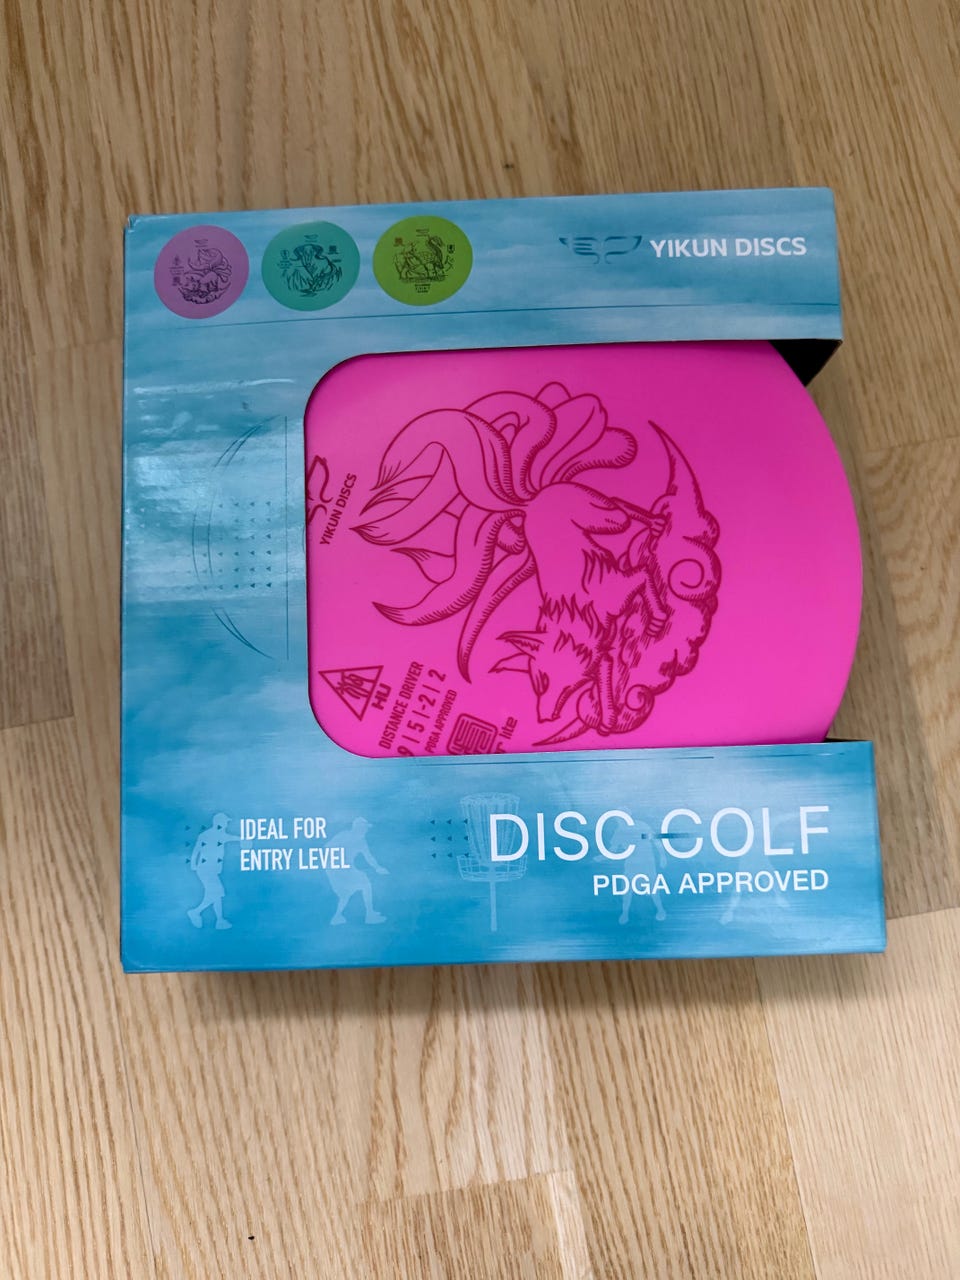 YIKUN DISCS
YIKUN DISCS
HU
DISTANCE DRIVER
9 | 5 | -2 | 2
PDGA APPROVED
lite
IDEAL FOR
ENTRY LEVEL
DISC GOLF
PDGA APPROVED